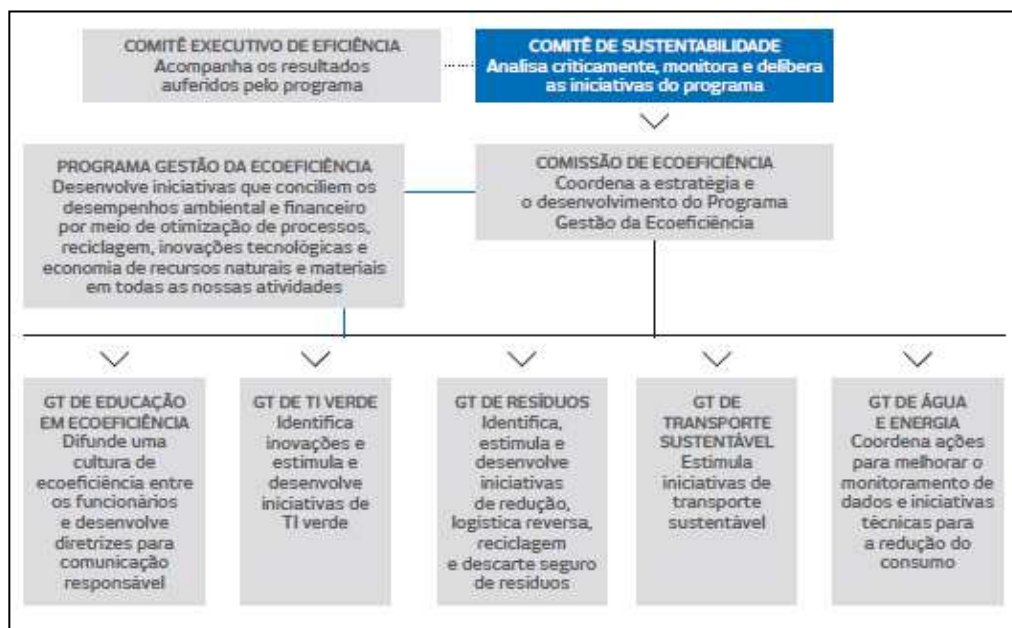 COMITÊ EXECUTIVO DE EFICIÊNCIA
Acompanha os resultados
auferidos pelo programa
COMITÊ DE SUSTENTABILIDADE
Analisa criticamente, monitora e delibera
as iniciativas do programa
PROGRAMA GESTÃO DA ECOEFICIÊNCIA
Desenvolve iniciativas que conciliem os
desempenhos ambiental e financeiro
por meio de otimização de processos,
reciclagem, inovações tecnológicas e
economia de recursos naturais e materiais
em todas as nossas atividades
COMISSÃO DE ECOEFICIÊNCIA
Coordena a estratégia e
o desenvolvimento do Programa
Gestão da Ecoeficiência
GT DE EDUCAÇÃO
EM ECOEFICIÊNCIA
Difunde uma
cultura de
ecoeficiência entre
os funcionários
e desenvolve
diretrizes para
comunicação
responsável
GT DE TI VERDE
Identifica
inovações e
estimula e
desenvolve
iniciativas de
TI verde
GT DE RESÍDUOS
Identifica,
estimula e
desenvolve
iniciativas
de redução,
logística reversa,
reciclagem
e descarte seguro
de resíduos
GT DE
TRANSPORTE
SUSTENTÁVEL
Estimula
iniciativas de
transporte
sustentável
GT DE ÁGUA
E ENERGIA
Coordena ações
para melhorar o
monitoramento de
dados e iniciativas
técnicas para
a redução do
consumo